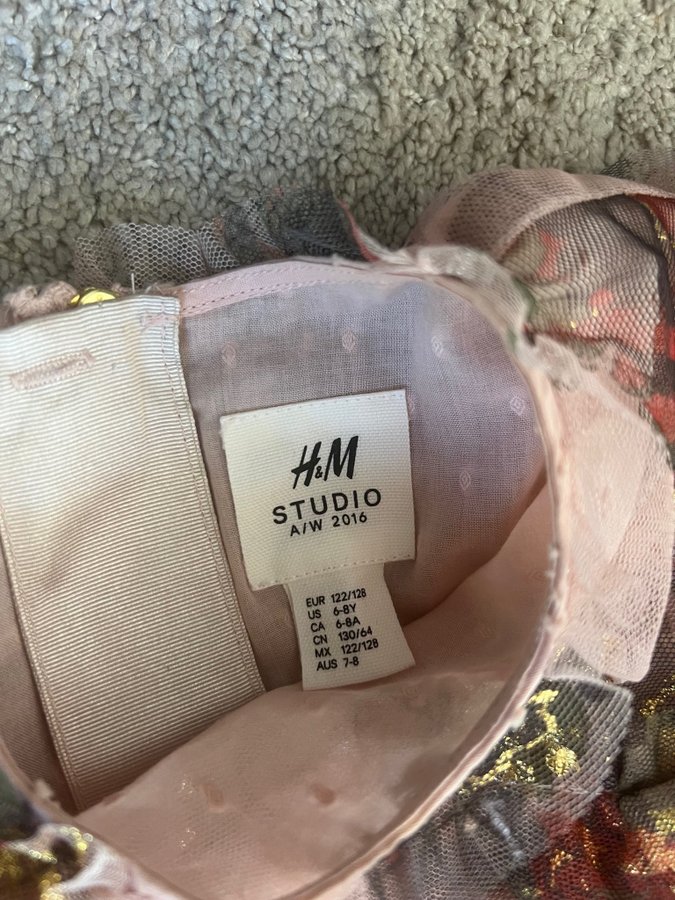 H&M
STUDIO
A/W 2016
EUR 122/128
US 6-8Y
CA 6-8A
CN 130/64
MX 122/128
AUS 7-8